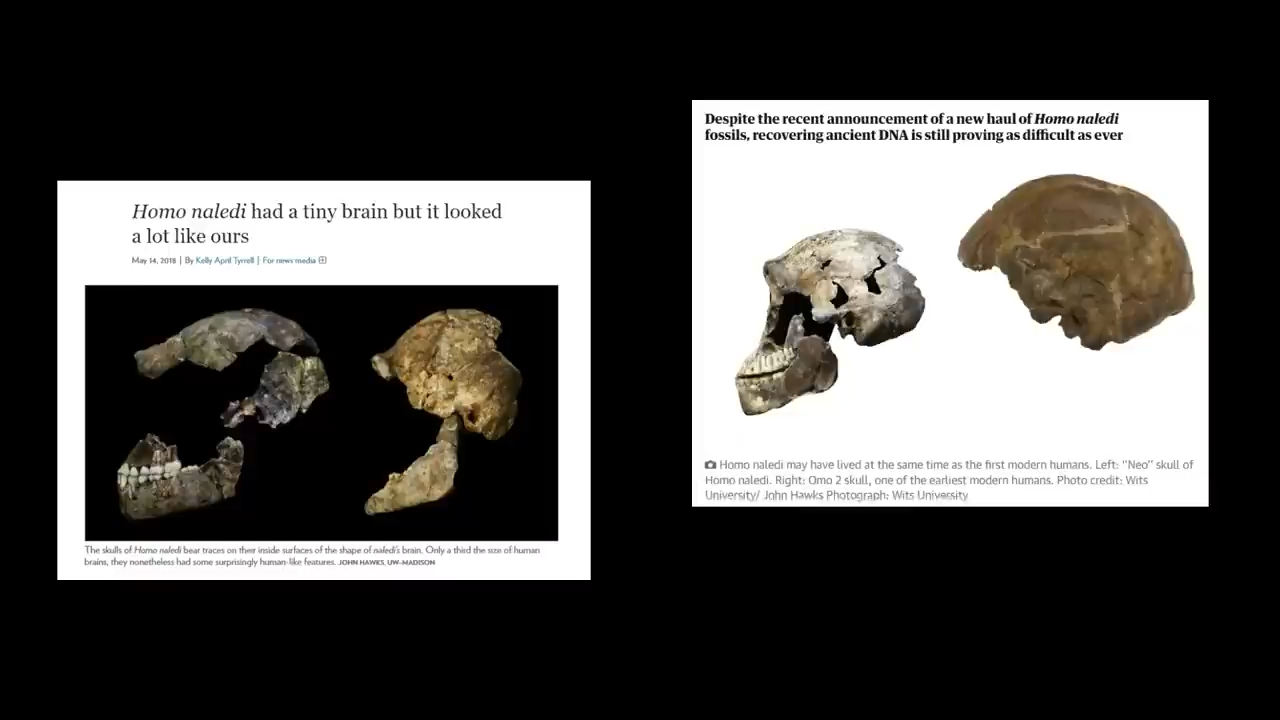 Homo naledi had a tiny brain but it looked
a lot like ours
May 14, 2018 | By Kelly April Tyrrell | For news media
The skulls of Homo naledi bear traces on their inside surfaces of the shape of naledi's brain. Only a third the size of human
brains, they nonetheless had some surprisingly human-like features. JOHN HAWKS, UW-MADISON
Despite the recent announcement of a new haul of Homo naledi
fossils, recovering ancient DNA is still proving as difficult as ever
Homo naledi may have lived at the same time as the first modern humans. Left: "Neo" skull of
Homo naledi. Right: Omo 2 skull, one of the earliest modern humans. Photo credit: Wits
University/ John Hawks Photograph: Wits University